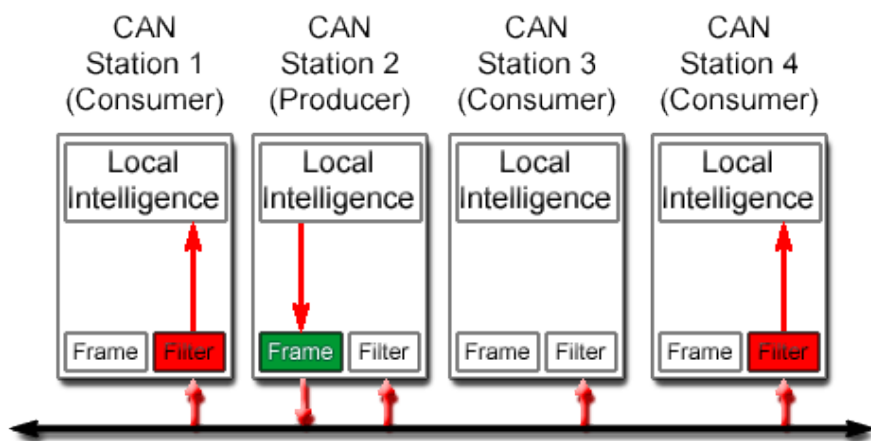 CAN
Station 1
(Consumer)
CAN
Station 2
(Producer)
CAN
Station 3
(Consumer)
CAN
Station 4
(Consumer)
Local
Intelligence
Local
Intelligence
Local
Intelligence
Local
Intelligence
Frame
Filter
Frame
Filter
Frame
Filter
Frame
Filter